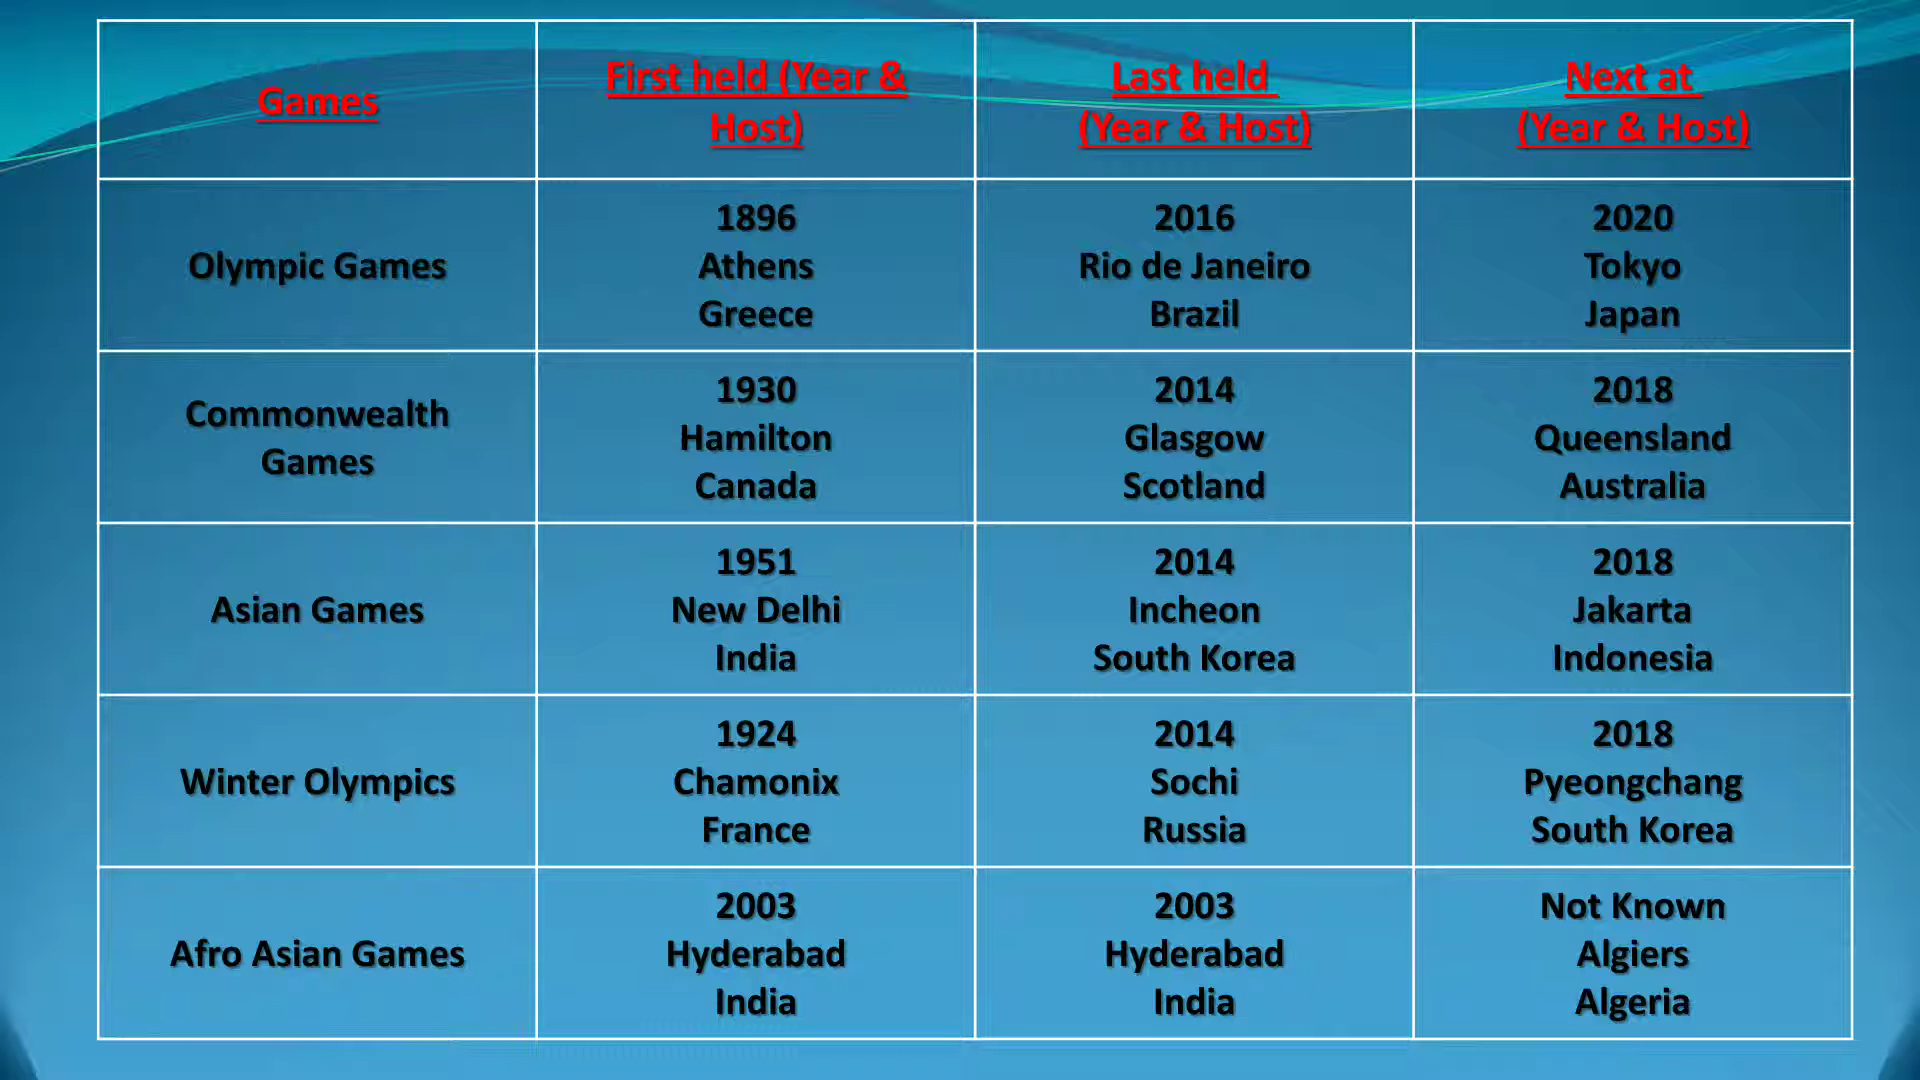 Games
First held (Year &
Host)
Last held
(Year & Host)
Next at
(Year & Host)
Olympic Games
1896
Athens
Greece
2016
Rio de Janeiro
Brazil
2020
Tokyo
Japan
Commonwealth
Games
1930
Hamilton
Canada
2014
Glasgow
Scotland
2018
Queensland
Australia
Asian Games
1951
New Delhi
India
2014
Incheon
South Korea
2018
Jakarta
Indonesia
Winter Olympics
1924
Chamonix
France
2014
Sochi
Russia
2018
Pyeongchang
South Korea
Afro Asian Games
2003
Hyderabad
India
2003
Hyderabad
India
Not Known
Algiers
Algeria